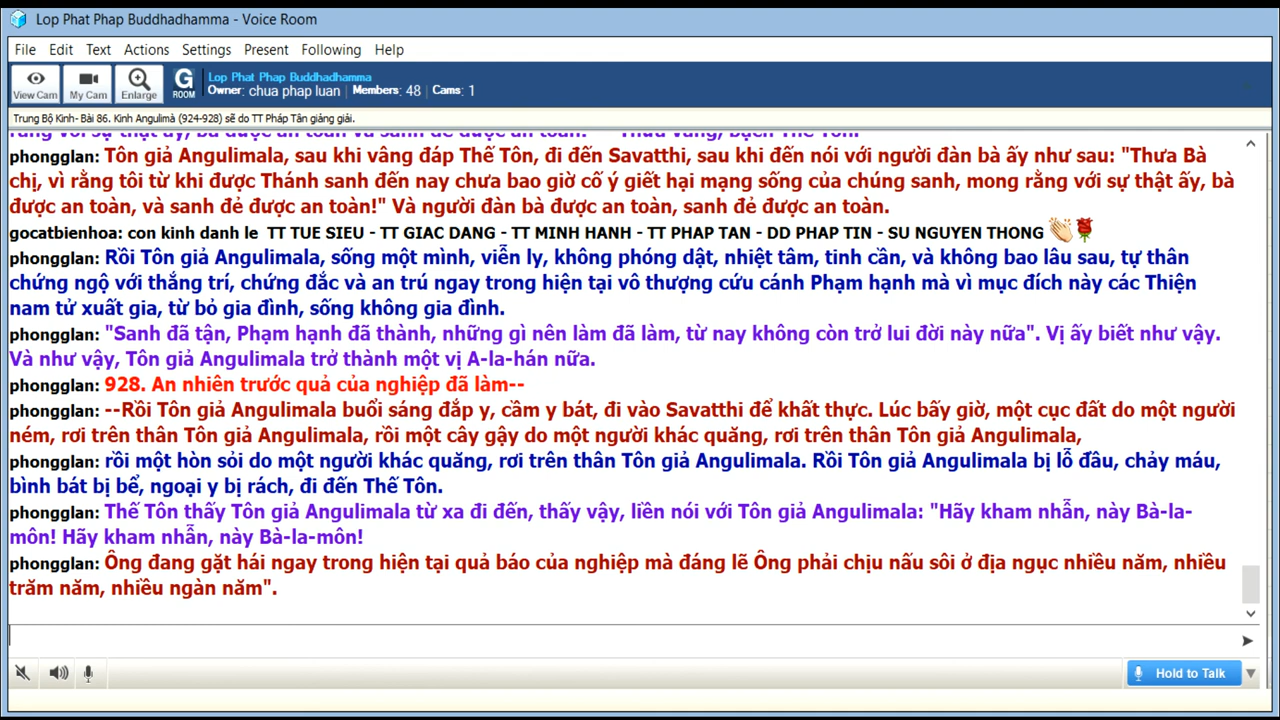 Lop Phat Phap Buddhadhamma - Voice Room
File Edit Text Actions Settings Present Following Help
View Cam My Cam Enlarge G ROOM
Lop Phat Phap Buddhadhamma
Owner: chua phap luan | Members: 48 | Cams: 1
Trung Bộ Kinh- Bài 86. Kinh Angulimà (924-928) sẽ do TT Pháp Tân giảng giải.
rằng với sự thật ấy, bà được an toàn và sanh đẻ được an toàn!" "Thưa vâng, bạch Thế Tôn.
phongglan: Tôn giả Angulimala, sau khi vâng đáp Thế Tôn, đi đến Savatthi, sau khi đến nói với người đàn bà ấy như sau: "Thưa Bà
chị, vì rằng tôi từ khi được Thánh sanh đến nay chưa bao giờ cố ý giết hại mạng sống của chúng sanh, mong rằng với sự thật ấy, bà
được an toàn, và sanh đẻ được an toàn!" Và người đàn bà được an toàn, sanh đẻ được an toàn.
gocatbienhoa: con kinh danh le TT TUE SIEU - TT GIAC DANG - TT MINH HANH - TT PHAP TAN - DD PHAP TIN - SU NGUYEN THONG
phongglan: Rồi Tôn giả Angulimala, sống một mình, viễn ly, không phóng dật, nhiệt tâm, tinh cần, và không bao lâu sau, tự thân
chứng ngộ với thắng trí, chứng đắc và an trú ngay trong hiện tại vô thượng cứu cánh Phạm hạnh mà vì mục đích này các Thiện
nam tử xuất gia, từ bỏ gia đình, sống không gia đình.
phongglan: "Sanh đã tận, Phạm hạnh đã thành, những gì nên làm đã làm, từ nay không còn trở lui đời này nữa". Vị ấy biết như vậy.
Và như vậy, Tôn giả Angulimala trở thành một vị A-la-hán nữa.
phongglan: 928. An nhiên trước quả của nghiệp đã làm--
phongglan: --Rồi Tôn giả Angulimala buổi sáng đắp y, cầm y bát, đi vào Savatthi để khất thực. Lúc bấy giờ, một cục đất do một người
ném, rơi trên thân Tôn giả Angulimala, rồi một cây gậy do một người khác quăng, rơi trên thân Tôn giả Angulimala,
phongglan: rồi một hòn sỏi do một người khác quăng, rơi trên thân Tôn giả Angulimala. Rồi Tôn giả Angulimala bị lỗ đầu, chảy máu,
bình bát bị bể, ngoại y bị rách, đi đến Thế Tôn.
phongglan: Thế Tôn thấy Tôn giả Angulimala từ xa đi đến, thấy vậy, liền nói với Tôn giả Angulimala: "Hãy kham nhẫn, này Bà-la-
môn! Hãy kham nhẫn, này Bà-la-môn!
phongglan: Ông đang gặt hái ngay trong hiện tại quả báo của nghiệp mà đáng lẽ Ông phải chịu nấu sôi ở địa ngục nhiều năm, nhiều
trăm năm, nhiều ngàn năm".
Hold to Talk